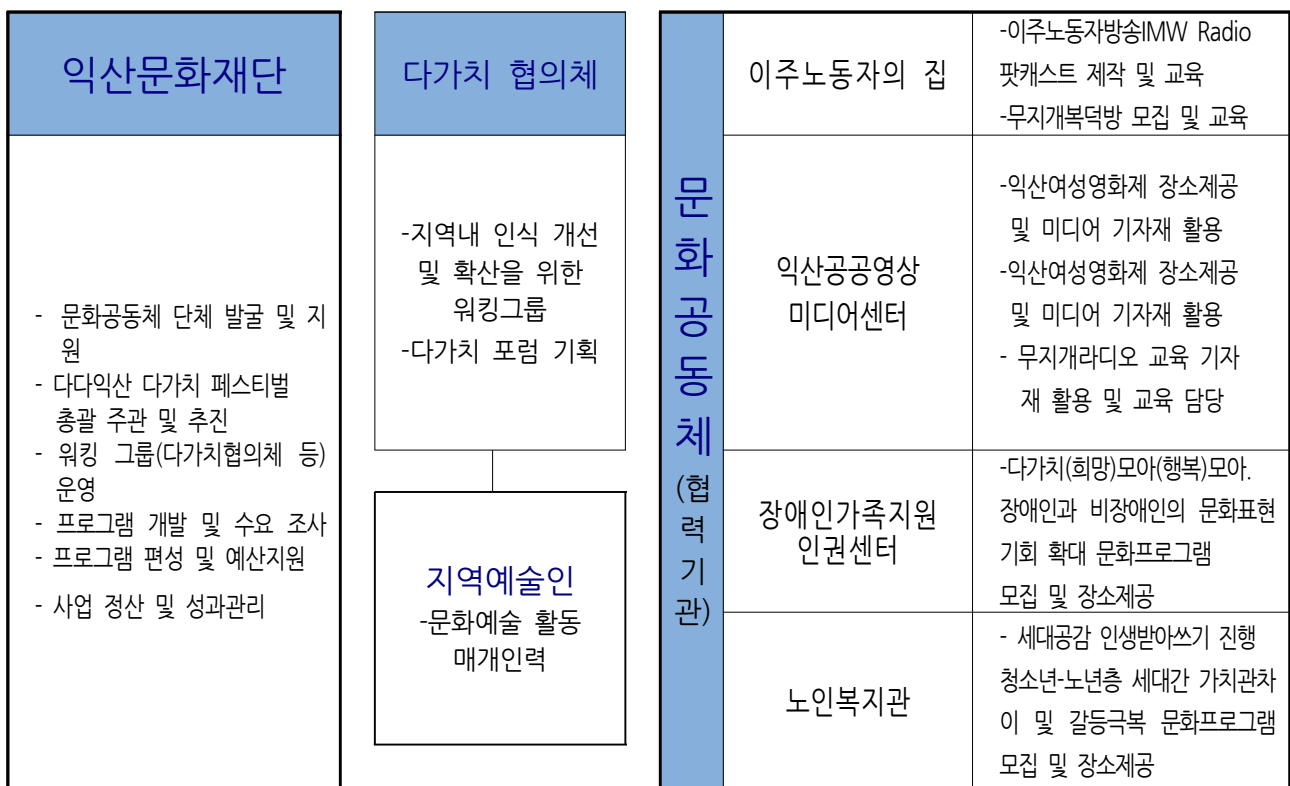 익산문화재단
- 문화공동체 단체 발굴 및 지
원
- 다다익산 다가치 페스티벌
총괄 주관 및 추진
- 워킹 그룹(다가치협의체 등)
운영
- 프로그램 개발 및 수요 조사
- 프로그램 편성 및 예산지원
- 사업 정산 및 성과관리
다가치 협의체
-지역내 인식 개선
및 확산을 위한
워킹그룹
-다가치 포럼 기획
지역예술인
-문화예술 활동
매개인력
문
화
공
동
체
(협
력
기
관)
이주노동자의 집
-이주노동자방송IMW Radio
팟캐스트 제작 및 교육
-무지개복덕방 모집 및 교육
익산공공영상
미디어센터
-익산여성영화제 장소제공
및 미디어 기자재 활용
-익산여성영화제 장소제공
및 미디어 기자재 활용
- 무지개라디오 교육 기자
재 활용 및 교육 담당
장애인가족지원
인권센터
-다가치(희망)모아(행복)모아.
장애인과 비장애인의 문화표현
기회 확대 문화프로그램
모집 및 장소제공
노인복지관
- 세대공감 인생받아쓰기 진행
청소년-노년층 세대간 가치관차
이 및 갈등극복 문화프로그램
모집 및 장소제공